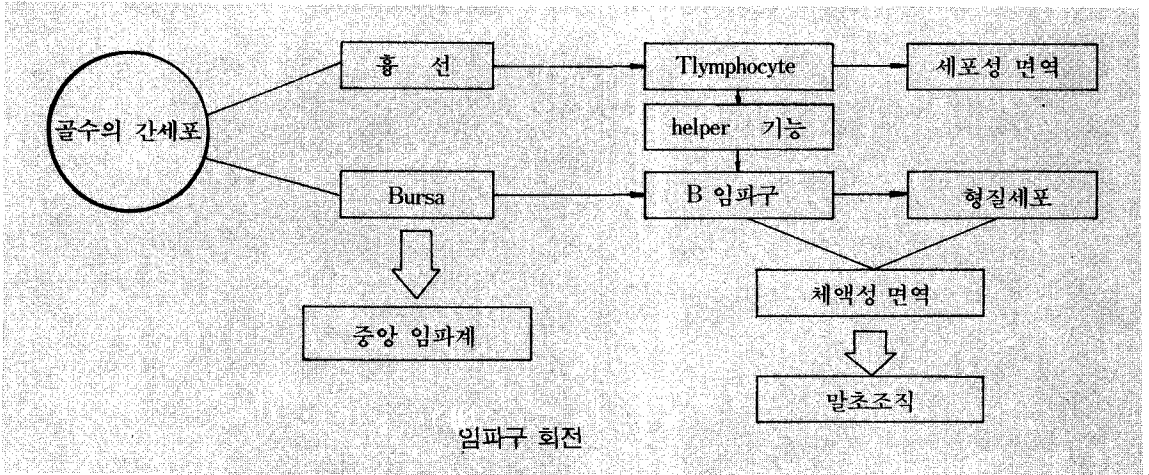 흉 선
Tlymphocyte
세포성 면역
골수의 간세포
helper 기능
Bursa
B 임파구
형질세포
체액성 면역
중앙 임파계
말초조직
임파구 회전